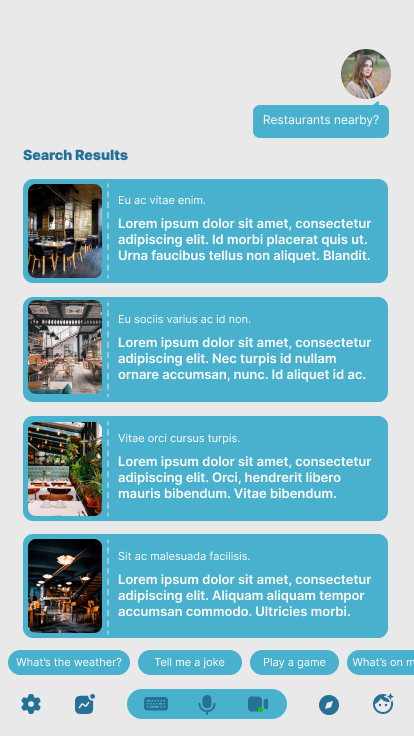 Restaurants nearby?
Search Results
Eu ac vitae enim.
Lorem ipsum dolor sit amet, consectetur
adipiscing elit. Id morbi placerat quis ut.
Urna faucibus tellus non aliquet. Blandit.
Eu sociis varius ac id non.
Lorem ipsum dolor sit amet, consectetur
adipiscing elit. Nec turpis id nullam
ornare accumsan, nunc. Id aliquet id ac.
Vitae orci cursus turpis.
Lorem ipsum dolor sit amet, consectetur
adipiscing elit. Orci, hendrerit libero
mauris bibendum. Vitae bibendum.
Sit ac malesuada facilisis.
Lorem ipsum dolor sit amet, consectetur
adipiscing elit. Aliquam aliquam tempor
accumsan commodo. Ultricies morbi.
What's the weather? Tell me a joke Play a game What's on